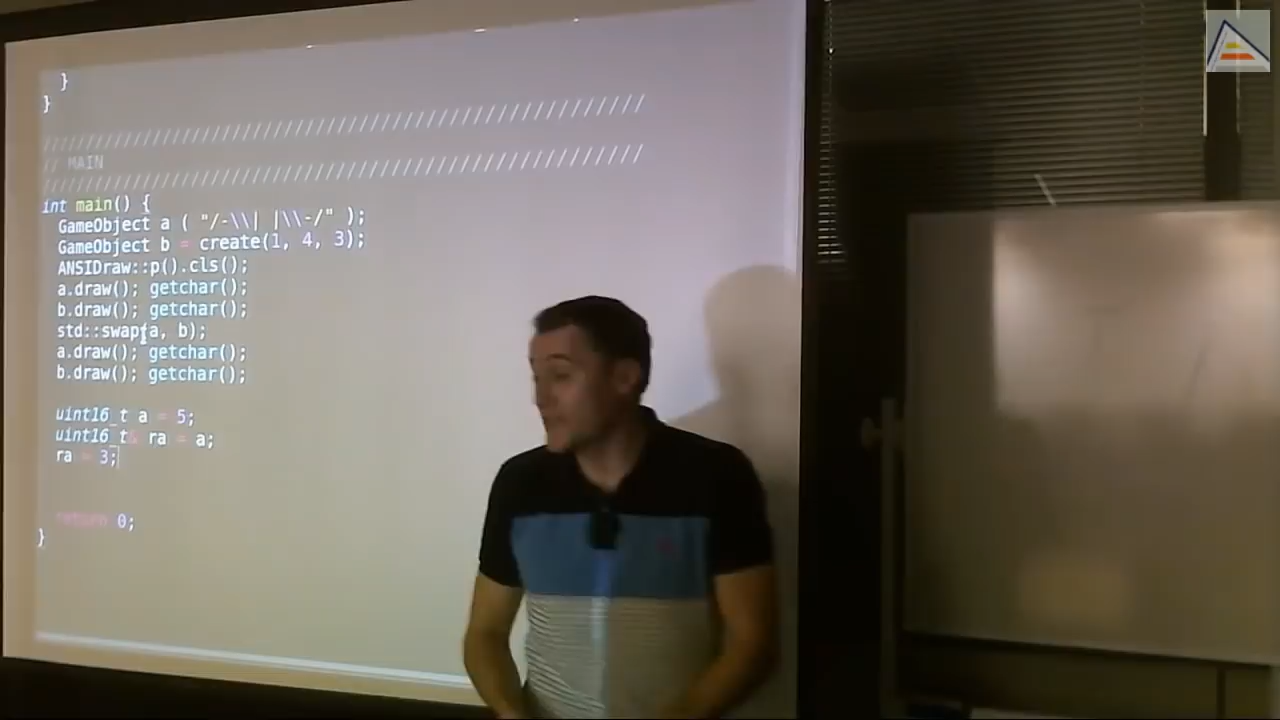 }
}
//////////////////////////////////////////////////////
// MAIN
//////////////////////////////////////////////////////
int main() {
GameObject a ( "/-\\| |\\-/" );
GameObject b = create(1, 4, 3);
ANSIDraw::p().cls();
a.draw(); getchar();
b.draw(); getchar();
std::swap(a, b);
a.draw(); getchar();
b.draw(); getchar();
uint16_t a = 5;
uint16_t& ra = a;
ra = 3;
return 0;
}